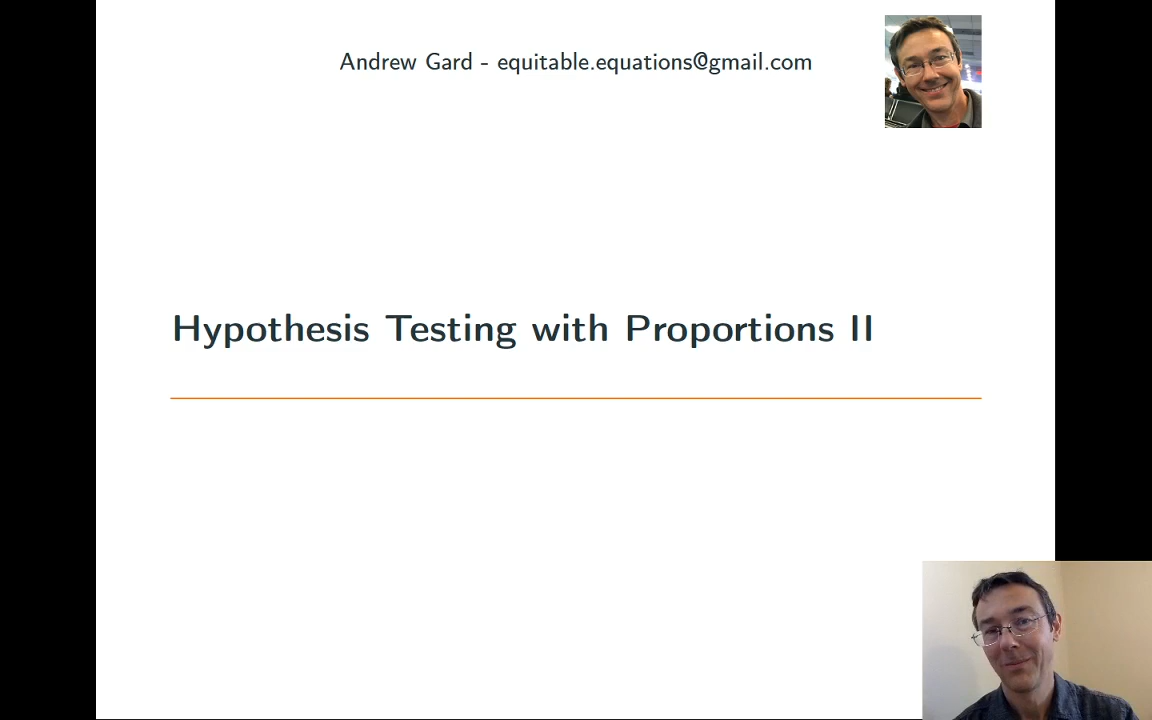 Andrew Gard - equitable.equations@gmail.com
Hypothesis Testing with Proportions II